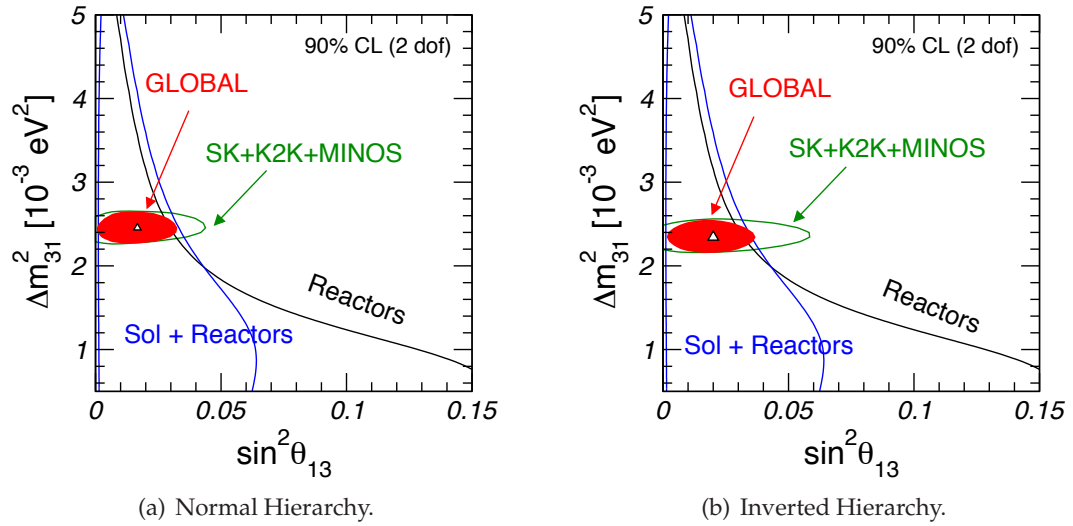 5
4
3
2
1
Δm²₃₁ [10⁻³ eV²]
90% CL (2 dof)
GLOBAL
SK+K2K+MINOS
Reactors
Sol + Reactors
0
0.05
0.1
0.15
sin²θ₁₃
(a) Normal Hierarchy.
5
4
3
2
1
Δm²₃₁ [10⁻³ eV²]
90% CL (2 dof)
GLOBAL
SK+K2K+MINOS
Reactors
Sol + Reactors
0
0.05
0.1
0.15
sin²θ₁₃
(b) Inverted Hierarchy.